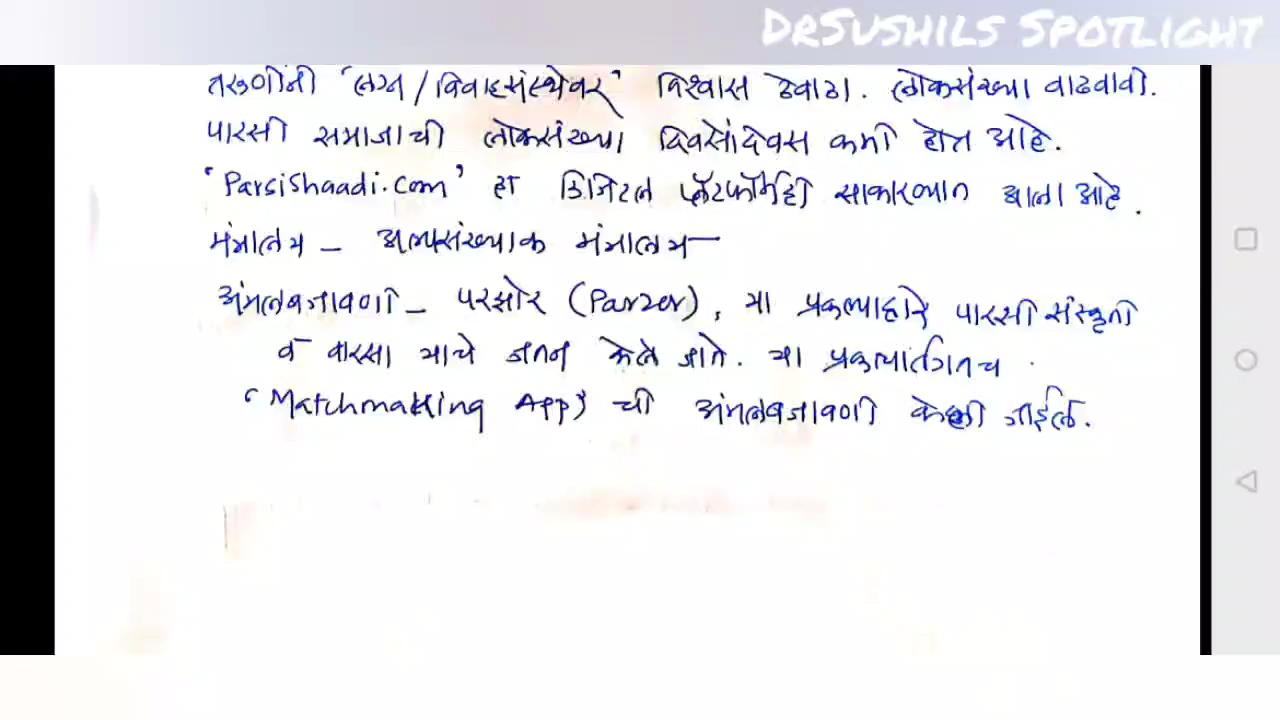 DrSushils Spotlight
तरुणांनी 'लग्न / विवाहसंस्थेवर' विश्वास ठेवावा. लोकसंख्या वाढवावी.
पारसी समाजाची लोकसंख्या दिवसेंदिवस कमी होत आहे.
'ParsiShaadi.com' हा डिजिटल प्लॅटफॉर्मही साकारण्यात आला आहे.
मंत्रालय – अल्पसंख्याक मंत्रालय –
अंमलबजावणी – परझोर (Parzor), या प्रकल्पाद्वारे पारसी संस्कृती
व वारसा याचे जतन केले जाते. या प्रकल्पांतर्गतच
'Matchmaking App' ची अंमलबजावणी केली जाईल.